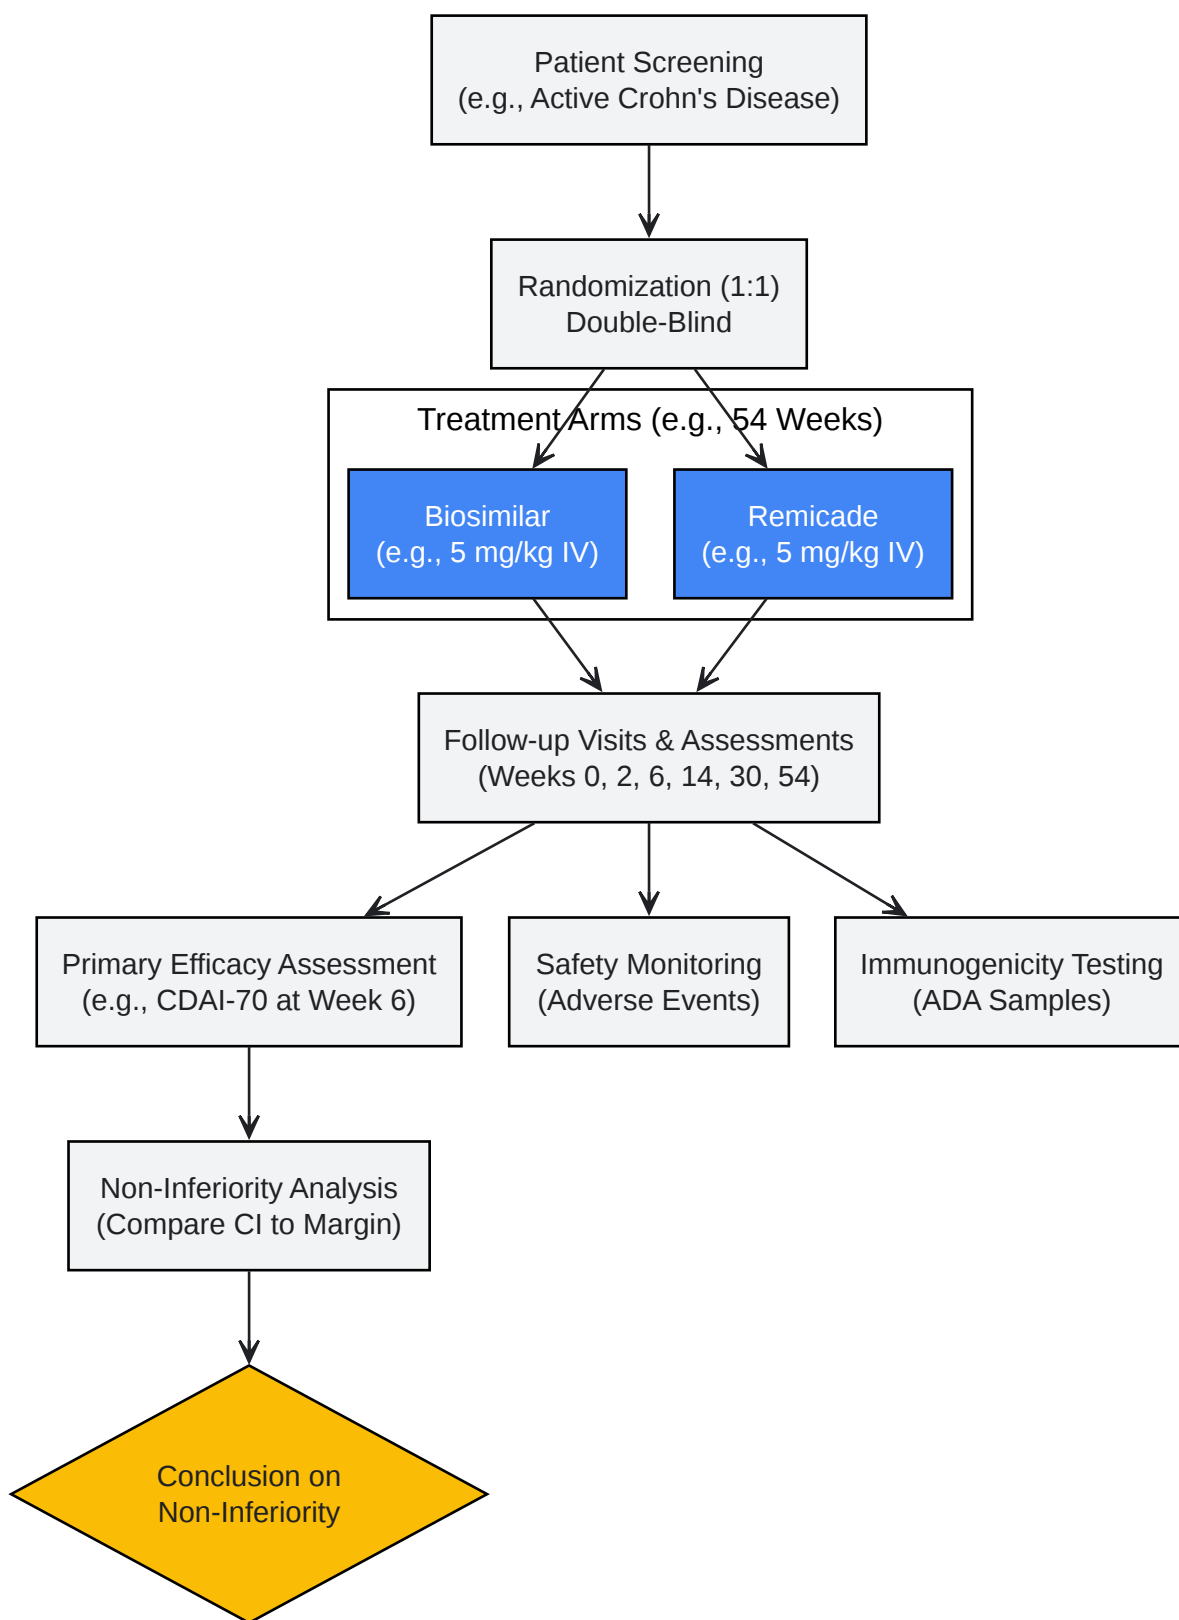 Patient Screening
(e.g., Active Crohn's Disease)
Randomization (1:1)
Double-Blind
Treatment Arms (e.g., 54 Weeks)
Biosimilar
(e.g., 5 mg/kg IV)
Remicade
(e.g., 5 mg/kg IV)
Follow-up Visits & Assessments
(Weeks 0, 2, 6, 14, 30, 54)
Primary Efficacy Assessment
(e.g., CDAI-70 at Week 6)
Safety Monitoring
(Adverse Events)
Immunogenicity Testing
(ADA Samples)
Non-Inferiority Analysis
(Compare CI to Margin)
Conclusion on
Non-Inferiority